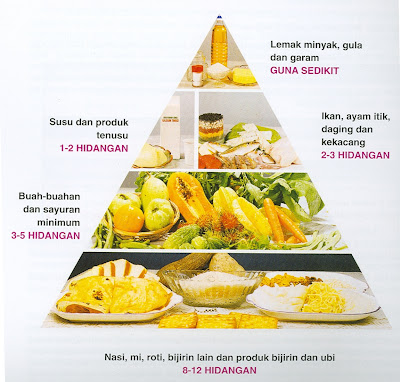 Lemak minyak, gula
dan garam
GUNA SEDIKIT
Susu dan produk
tenusu
1-2 HIDANGAN
Ikan, ayam itik,
daging dan
kekacang
2-3 HIDANGAN
Buah-buahan
dan sayuran
minimum
3-5 HIDANGAN
Nasi, mi, roti, bijirin lain dan produk bijirin dan ubi
8-12 HIDANGAN